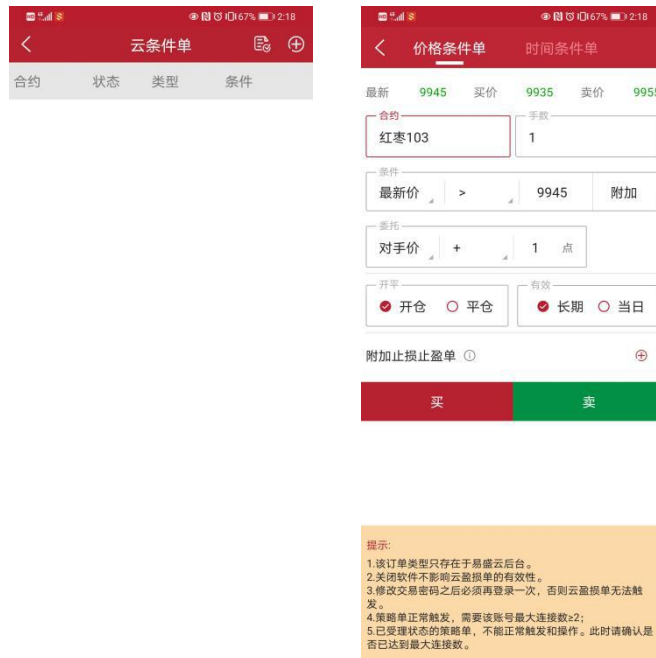 67% 2:18
云条件单
合约 状态 类型 条件
67% 2:18
价格条件单 时间条件单
最新 9945 买价 9935 卖价 9955
合约 手数
红枣103 1
条件
最新价 > 9945 附加
委托
对手价 + 1 点
开平 有效
开仓 平仓 长期 当日
附加止损止盈单
买 卖
提示:
1.该订单类型只存在于易盛云后台。
2.关闭软件不影响云盈损单的有效性。
3.修改交易密码之后必须再登录一次，否则云盈损单无法触
发。
4.策略单正常触发，需要该账号最大连接数≥2;
5.已受理状态的策略单，不能正常触发和操作。此时请确认是
否已达到最大连接数。